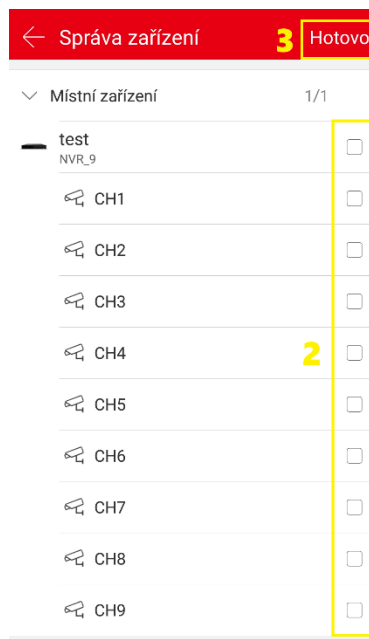 Správa zařízení 3 Hotovo
Místní zařízení 1/1
test
NVR_9
CH1
CH2
CH3
CH4 2
CH5
CH6
CH7
CH8
CH9